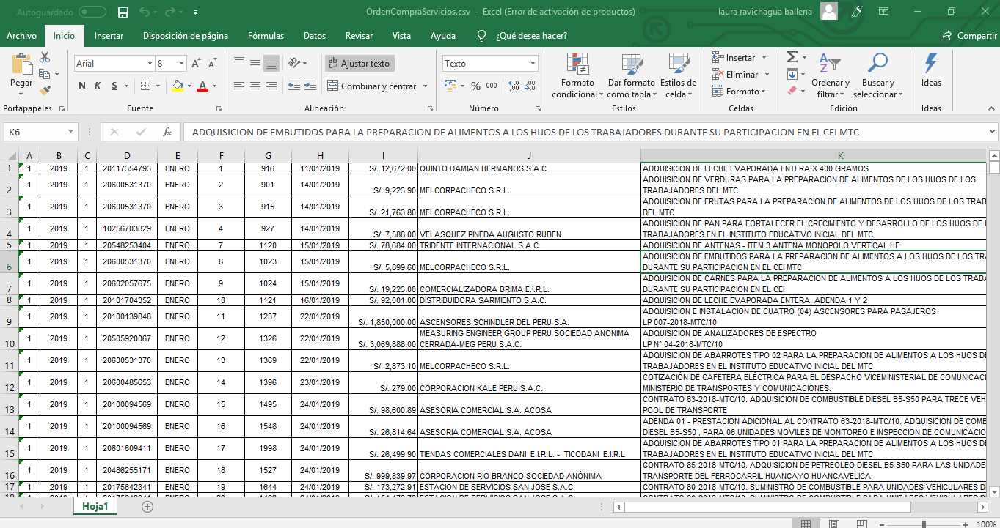 Autoguardado
OrdenCompraServicios.csv - Excel (Error de activación de productos)
laura ravichagua ballena
Archivo Inicio Insertar Disposición de página Fórmulas Datos Revisar Vista Ayuda ¿Qué desea hacer? Compartir
Pegar
Portapapeles
Arial 8
N K S
Fuente
Ajustar texto
Combinar y centrar
Alineación
Texto
% 000
Número
Formato condicional
Dar formato como tabla
Estilos de celda
Estilos
Insertar
Eliminar
Formato
Celdas
Ordenar y filtrar
Buscar y seleccionar
Edición
Ideas
Ideas
K6 fx ADQUISICION DE EMBUTIDOS PARA LA PREPARACION DE ALIMENTOS A LOS HIJOS DE LOS TRABAJADORES DURANTE SU PARTICIPACION EN EL CEI MTC
A B C D E F G H I J K
1 1 2019 1 20117354793 ENERO 1 916 11/01/2019 S/. 12,672.00 QUINTO DAMIAN HERMANOS S.A.C ADQUISICION DE LECHE EVAPORADA ENTERA X 400 GRAMOS
2 1 2019 1 20600531370 ENERO 2 901 14/01/2019 S/. 9,223.90 MELCORPACHECO S.R.L. ADQUISICION DE VERDURAS PARA LA PREPARACION DE ALIMENTOS DE LOS HIJOS DE LOS
TRABAJADORES DEL MTC
3 1 2019 1 20600531370 ENERO 3 915 14/01/2019 S/. 21,763.80 MELCORPACHECO S.R.L. ADQUISICION DE FRUTAS PARA LA PREPARACION DE ALIMENTOS DE LOS HIJOS DE LOS TRAB
DEL MTC
4 1 2019 1 10256703829 ENERO 4 927 14/01/2019 S/. 7,588.00 VELASQUEZ PINEDA AUGUSTO RUBEN ADQUISICION DE PAN PARA FORTALECER EL CRECIMIENTO Y DESARROLLO DE LOS HIJOS DE
TRABAJADORES EN EL INSTITUTO EDUCATIVO INICIAL DEL MTC
5 1 2019 1 20548253404 ENERO 7 1120 15/01/2019 S/. 78,684.00 TRIDENTE INTERNACIONAL S.A.C. ADQUISICION DE ANTENAS - ITEM 3 ANTENA MONOPOLO VERTICAL HF
6 1 2019 1 20600531370 ENERO 8 1023 15/01/2019 S/. 5,899.60 MELCORPACHECO S.R.L. ADQUISICION DE EMBUTIDOS PARA LA PREPARACION DE ALIMENTOS A LOS HIJOS DE LOS TRA
DURANTE SU PARTICIPACION EN EL CEI MTC
7 1 2019 1 20602057675 ENERO 9 1024 15/01/2019 S/. 19,223.00 COMERCIALIZADORA BRIMA E.I.R.L. ADQUISICION DE CARNES PARA LA PREPARACION DE ALIMENTOS A LOS HIJOS DE LOS TRABA
DURANTE SU PARTICIPACION EN EL CEI
8 1 2019 1 20101704352 ENERO 10 1121 16/01/2019 S/. 92,001.00 DISTRIBUIDORA SARMIENTO S.A.C. ADQUISICION DE LECHE EVAPORADA ENTERA, ADENDA 1 Y 2
9 1 2019 1 20100139848 ENERO 11 1237 22/01/2019 S/. 1,850,000.00 ASCENSORES SCHINDLER DEL PERU S.A. ADQUISICION E INSTALACION DE CUATRO (04) ASCENSORES PARA PASAJEROS
LP 007-2018-MTC/10
10 1 2019 1 20505920067 ENERO 12 1326 22/01/2019 S/. 3,069,888.00 MEASURING ENGINEER GROUP PERU SOCIEDAD ANONIMA CERRADA-MEG PERU S.A.C. ADQUISICION DE ANALIZADORES DE ESPECTRO
LP N° 04-2018-MTC/10
11 1 2019 1 20600531370 ENERO 13 1369 22/01/2019 S/. 2,873.10 MELCORPACHECO S.R.L. ADQUISICION DE ABARROTES TIPO 02 PARA LA PREPARACION DE ALIMENTOS A LOS HIJOS DE
TRABAJADORES EN EL INSTITUTO EDUCATIVO INICIAL DEL MTC
12 1 2019 1 20600485653 ENERO 14 1396 23/01/2019 S/. 279.00 CORPORACION KALE PERU S.A.C. COTIZACIÓN DE CAFETERA ELÉCTRICA PARA EL DESPACHO VICEMINISTERIAL DE COMUNICACI
MINISTERIO DE TRANSPORTES Y COMUNICACIONES.
13 1 2019 1 20100094569 ENERO 15 1495 24/01/2019 S/. 98,600.89 ASESORIA COMERCIAL S.A. ACOSA CONTRATO 63-2018-MTC/10. ADQUISICION DE COMBUSTIBLE DIESEL B5-S50 PARA TRECE VEH
POOL DE TRANSPORTE
14 1 2019 1 20100094569 ENERO 16 1548 24/01/2019 S/. 26,814.64 ASESORIA COMERCIAL S.A. ACOSA ADENDA 01 - PRESTACION ADICIONAL AL CONTRATO 63-2018-MTC/10. ADQUISICION DE COMB
DIESEL B5-S50 , PARA 06 UNIDADES MOVILES DE MONITOREO E INSPECCION DE COMUNICACIO
15 1 2019 1 20601609411 ENERO 17 1998 24/01/2019 S/. 26,499.90 TIENDAS COMERCIALES DANI E.I.R.L. - TICODANI E.I.R.L ADQUISICION DE ABARROTES TIPO 01 PARA LA PREPARACION DE ALIMENTOS A LOS HIJOS DE
TRABAJADORES EN EL INSTITUTO EDUCATIVO INICIAL DEL MTC
16 1 2019 1 20486255171 ENERO 18 1527 24/01/2019 S/. 999,839.97 CORPORACION RIO BRANCO SOCIEDAD ANÓNIMA CONTRATO 85-2018-MTC/10. ADQUISICION DE PETREOLEO DIESEL B5 S50 PARA LAS UNIDADE
TRANSPORTE DEL FERROCARRIL HUANCAYO HUANCAVELICA
17 1 2019 1 20175642341 ENERO 19 1644 24/01/2019 S/. 173,272.91 ESTACION DE SERVICIOS SAN JOSE S.A.C. CONTRATO 80-2018-MTC/10. SUMINISTRO DE COMBUSTIBLE PARA UNIDADES VEHICULARES D
Hoja1
100%